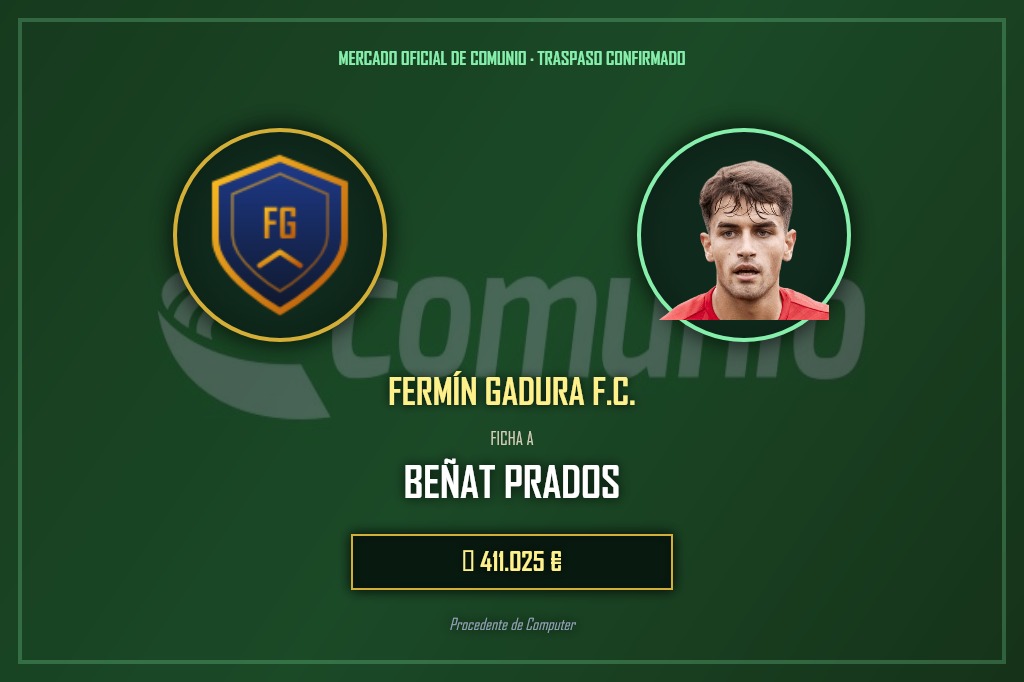 MERCADO OFICIAL DE COMUNIO · TRASPASO CONFIRMADO
FG
comunio
FERMÍN GADURA F.C.
FICHA A
BEÑAT PRADOS
411.025 €
Procedente de Computer